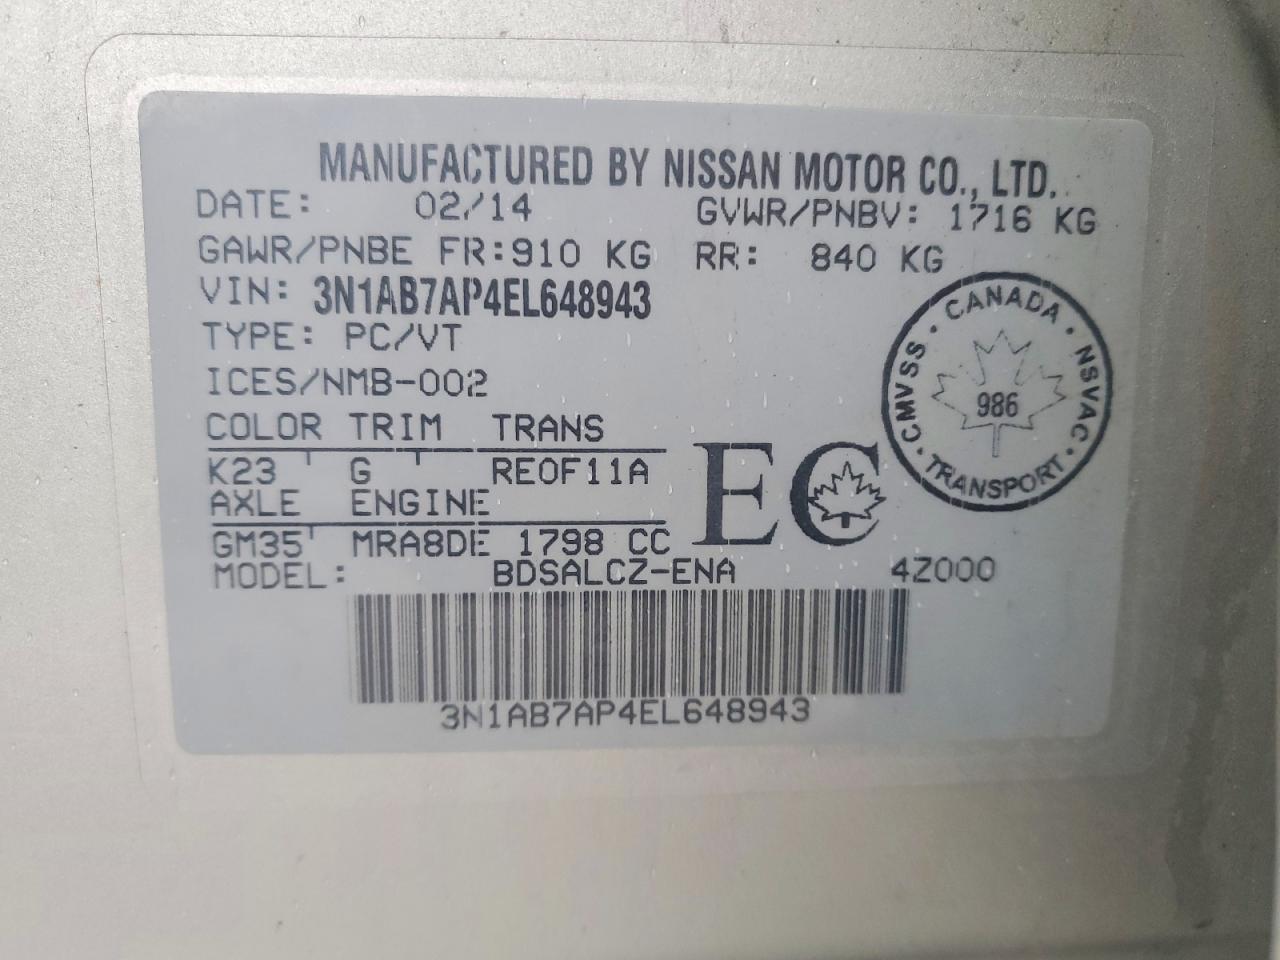 MANUFACTURED BY NISSAN MOTOR CO., LTD.
DATE: 02/14 GVWR/PNBV: 1716 KG
GAWR/PNBE FR:910 KG RR: 840 KG
VIN: 3N1AB7AP4EL648943
TYPE: PC/VT
ICES/NMB-002
COLOR TRIM TRANS
K23 G RE0F11A
AXLE ENGINE
GM35 MRA8DE 1798 CC
MODEL: BDSALCZ-ENA 4Z000
EC
CANADA · NSVAC · TRANSPORT · CMVSS ·
986
3N1AB7AP4EL648943